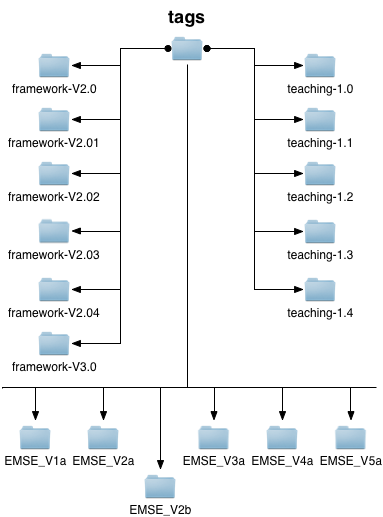 tags
framework-V2.0
framework-V2.01
framework-V2.02
framework-V2.03
framework-V2.04
framework-V3.0
teaching-1.0
teaching-1.1
teaching-1.2
teaching-1.3
teaching-1.4
EMSE_V1a
EMSE_V2a
EMSE_V2b
EMSE_V3a
EMSE_V4a
EMSE_V5a